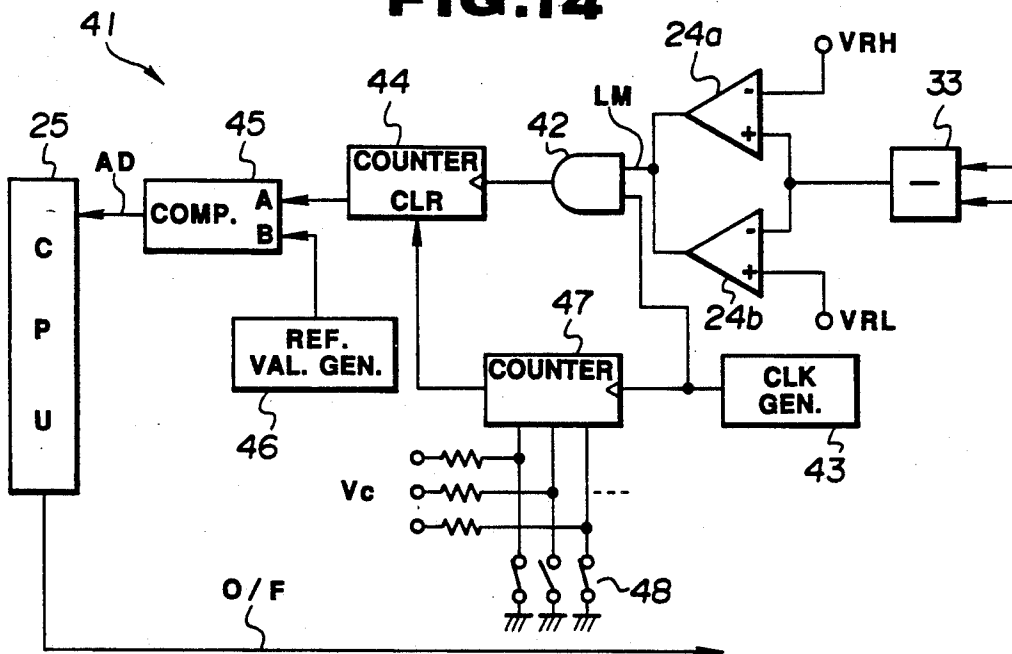 FIG.14
41
24a
VRH
LM
33
44
42
25
45
AD
-
+
COUNTER
CLR
COMP.
A
B
C
P
U
-
+
24b
VRL
47
REF.
VAL. GEN.
COUNTER
CLK
GEN.
46
43
Vc
48
O/F